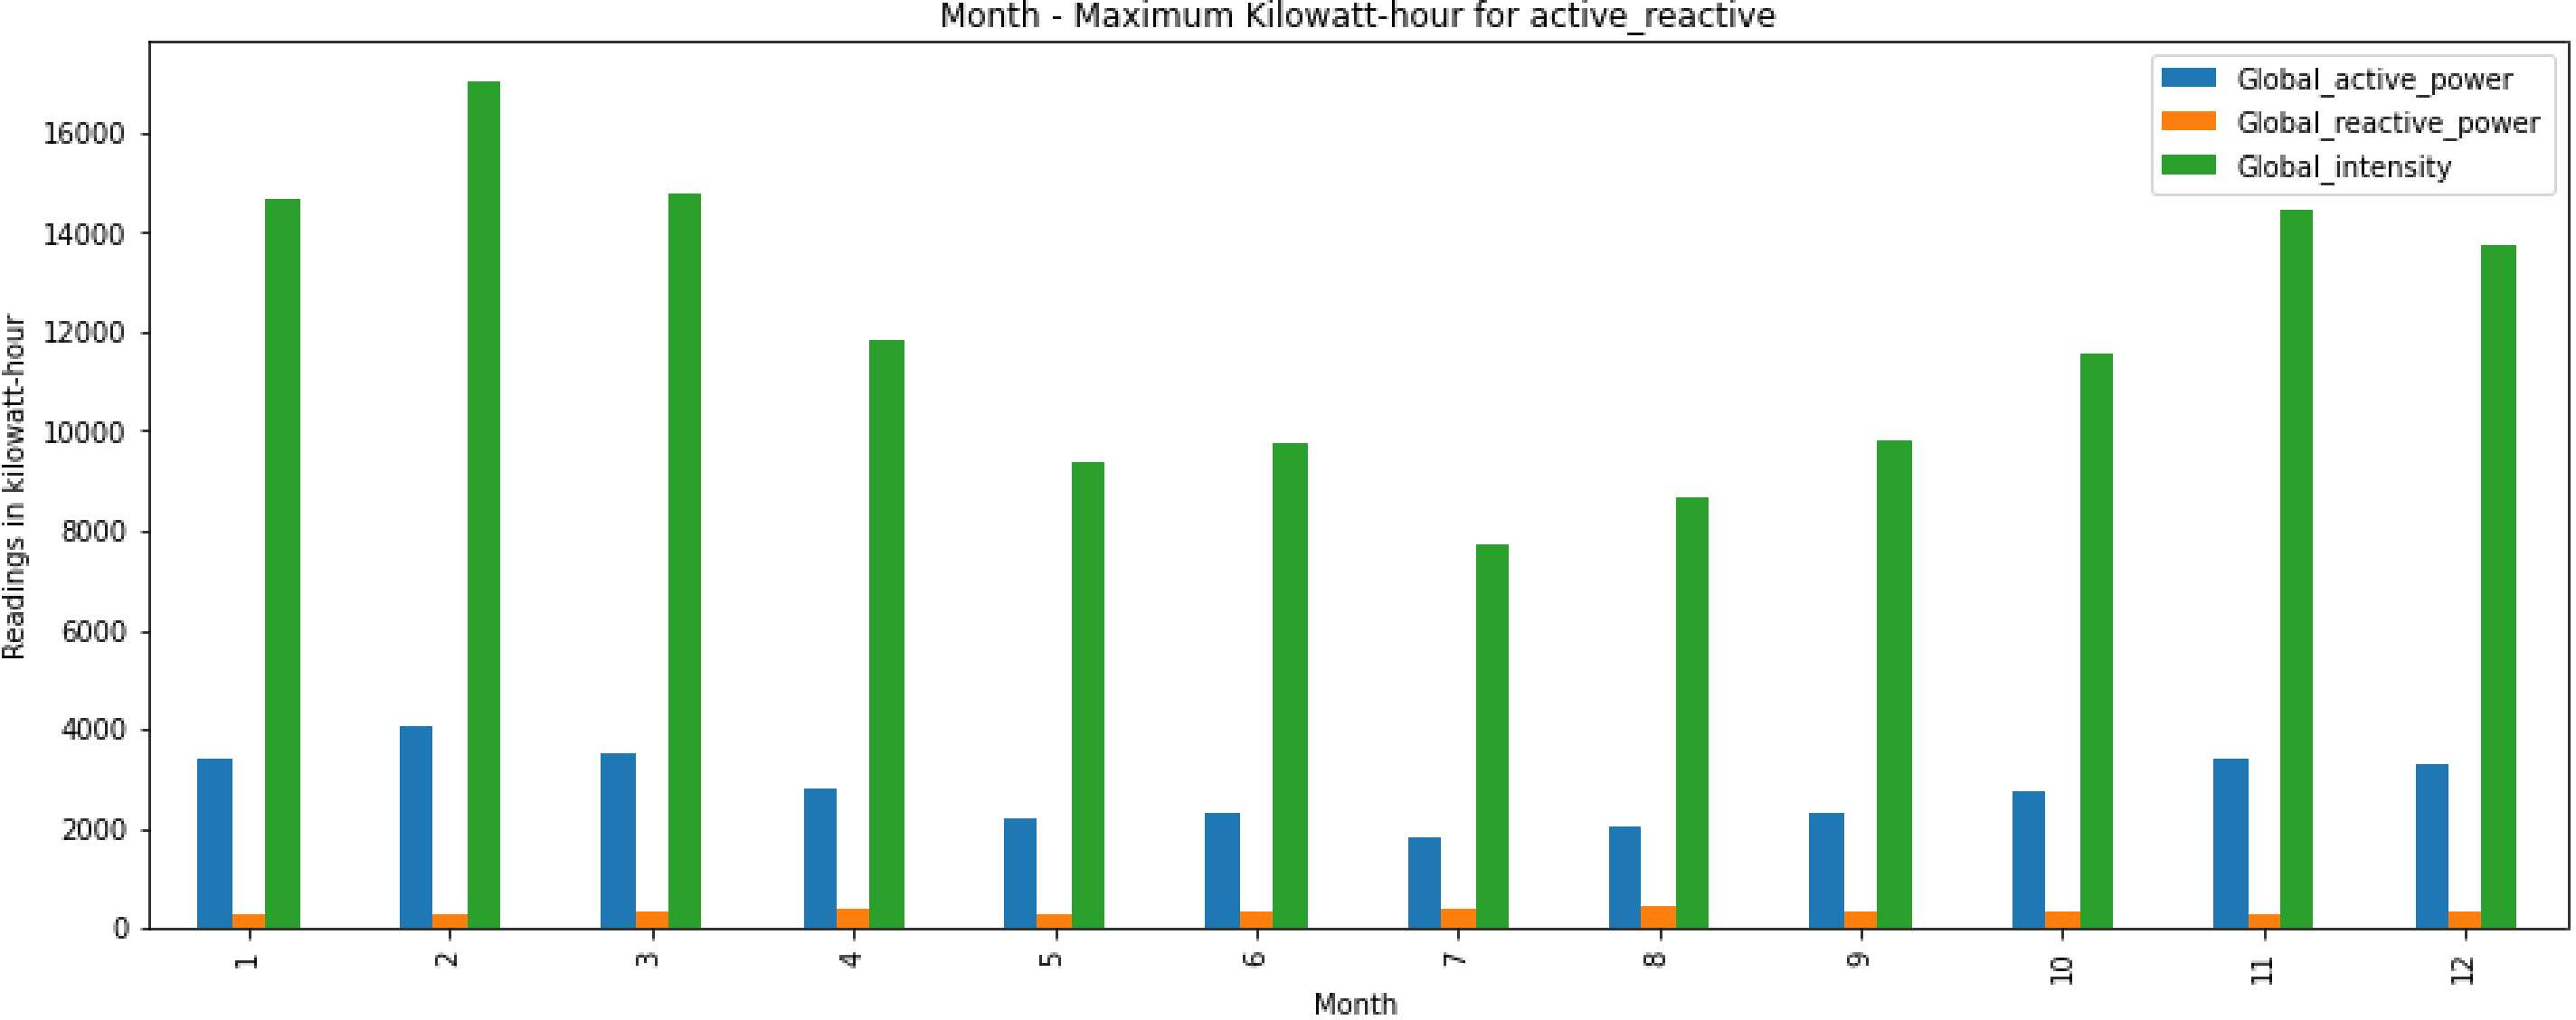 Month - Maximum Kilowatt-hour for active_reactive
Global_active_power
Global_reactive_power
Global_intensity
Readings in kilowatt-hour
16000
14000
12000
10000
8000
6000
4000
2000
0
1 2 3 4 5 6 7 8 9 10 11 12
Month